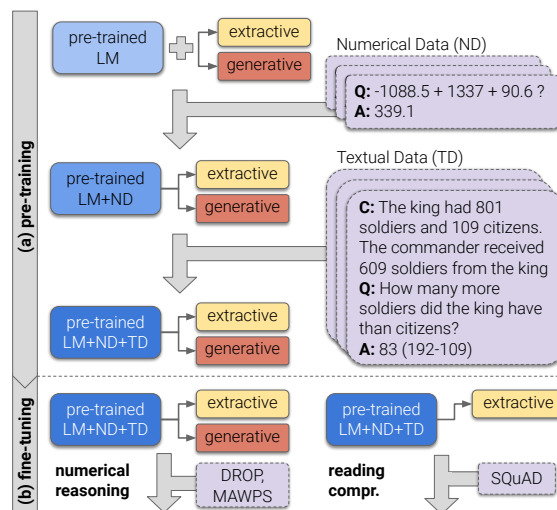 (a) pre-training
pre-trained
LM
extractive
generative
Numerical Data (ND)
Q: -1088.5 + 1337 + 90.6 ?
A: 339.1
pre-trained
LM+ND
extractive
generative
Textual Data (TD)
C: The king had 801
soldiers and 109 citizens.
The commander received
609 soldiers from the king
Q: How many more
soldiers did the king have
than citizens?
A: 83 (192-109)
pre-trained
LM+ND+TD
extractive
generative
(b) fine-tuning
pre-trained
LM+ND+TD
extractive
generative
numerical
reasoning
DROP,
MAWPS
pre-trained
LM+ND+TD
extractive
reading
compr.
SQuAD